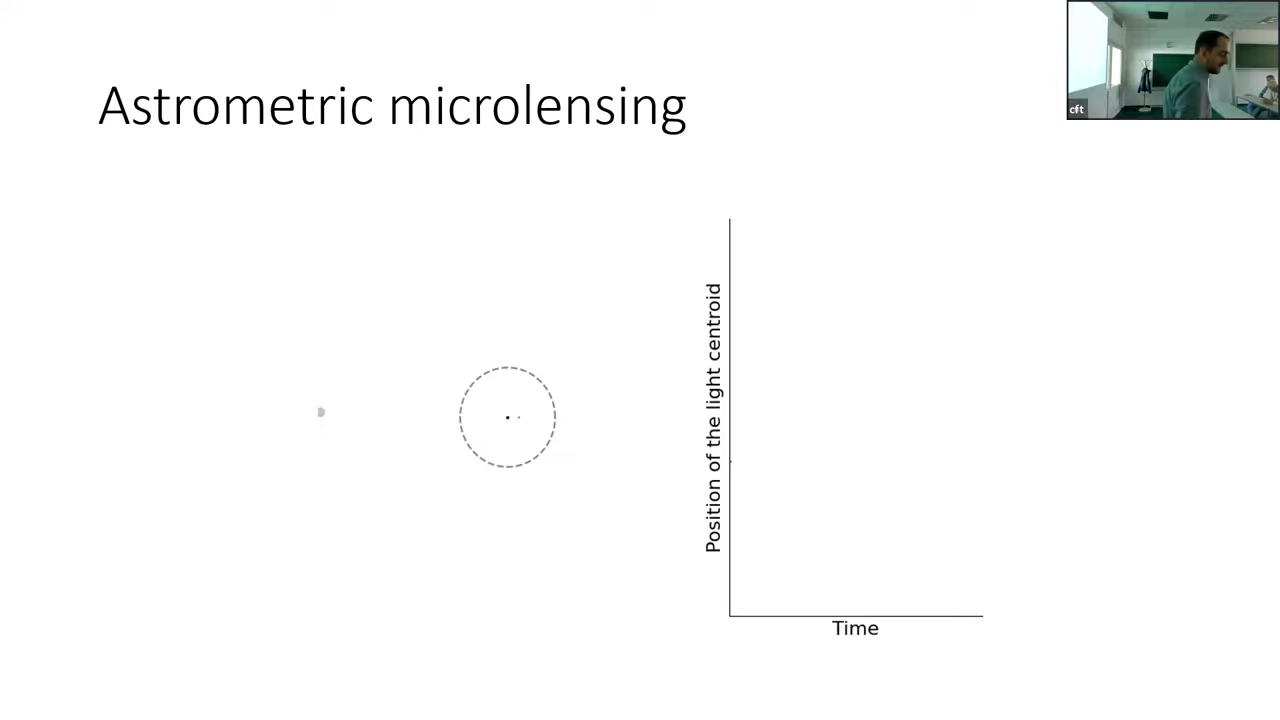 Astrometric microlensing
cft
Position of the light centroid
Time